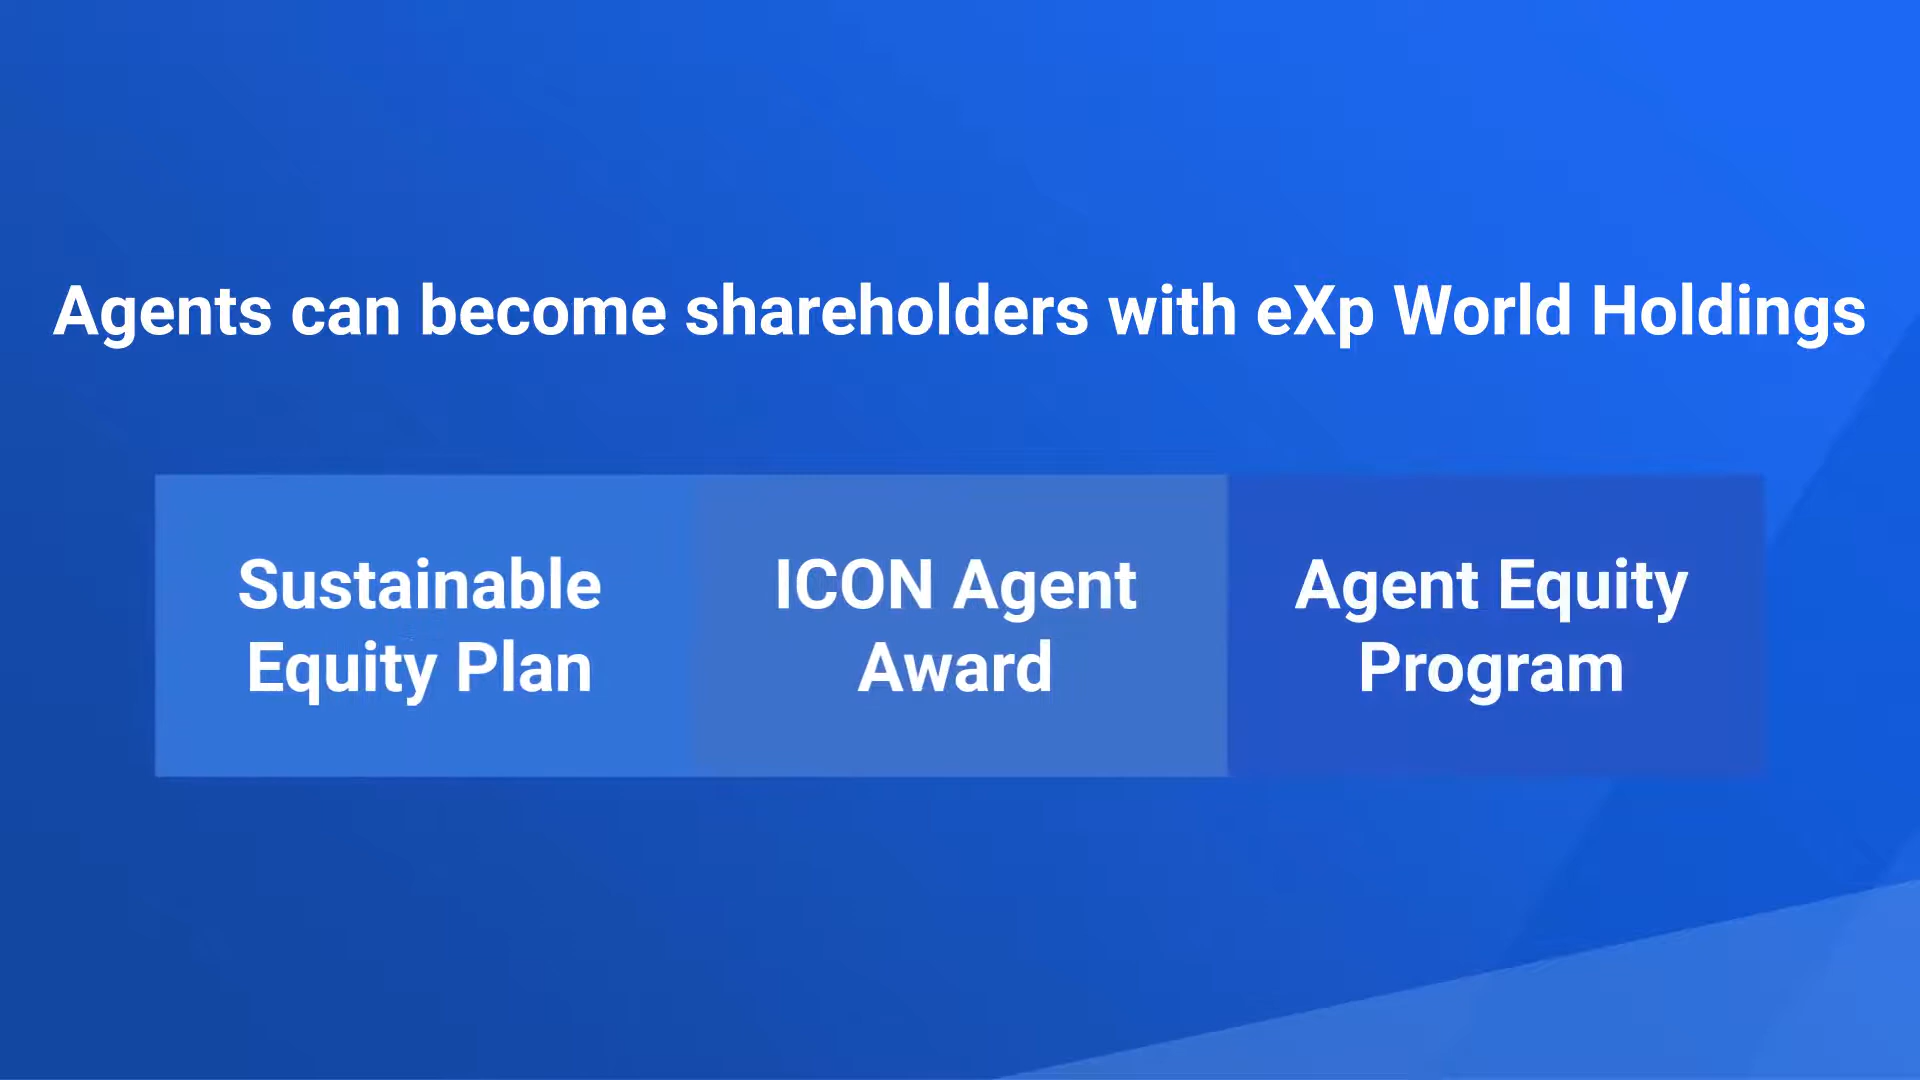 Agents can become shareholders with eXp World Holdings
Sustainable
Equity Plan
ICON Agent
Award
Agent Equity
Program